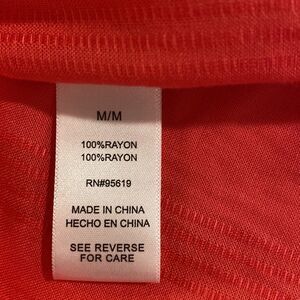 M/M
100%RAYON
100%RAYON
RN#95619
MADE IN CHINA
HECHO EN CHINA
SEE REVERSE
FOR CARE